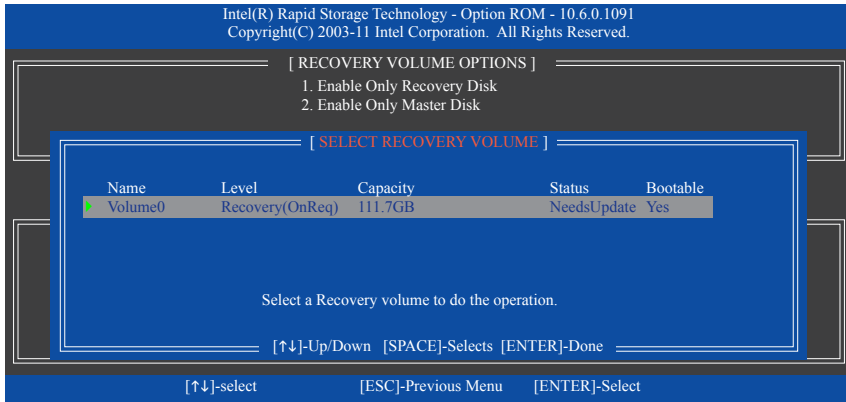 Intel(R) Rapid Storage Technology - Option ROM - 10.6.0.1091
Copyright(C) 2003-11 Intel Corporation.  All Rights Reserved.
[ RECOVERY VOLUME OPTIONS ]
1. Enable Only Recovery Disk
2. Enable Only Master Disk
[ SELECT RECOVERY VOLUME ]
Name Level Capacity Status Bootable
Volume0 Recovery(OnReq) 111.7GB NeedsUpdate Yes
Select a Recovery volume to do the operation.
[↑↓]-Up/Down [SPACE]-Selects [ENTER]-Done
[↑↓]-select [ESC]-Previous Menu [ENTER]-Select